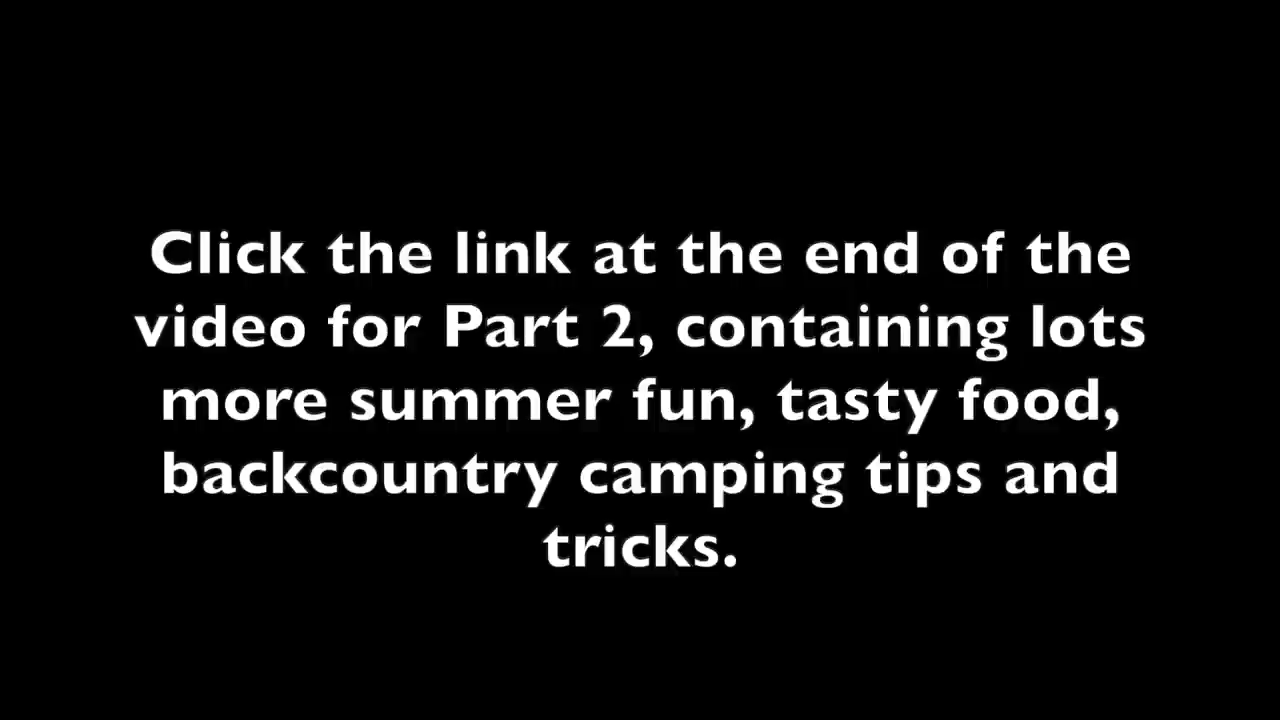 Click the link at the end of the
video for Part 2, containing lots
more summer fun, tasty food,
backcountry camping tips and
tricks.